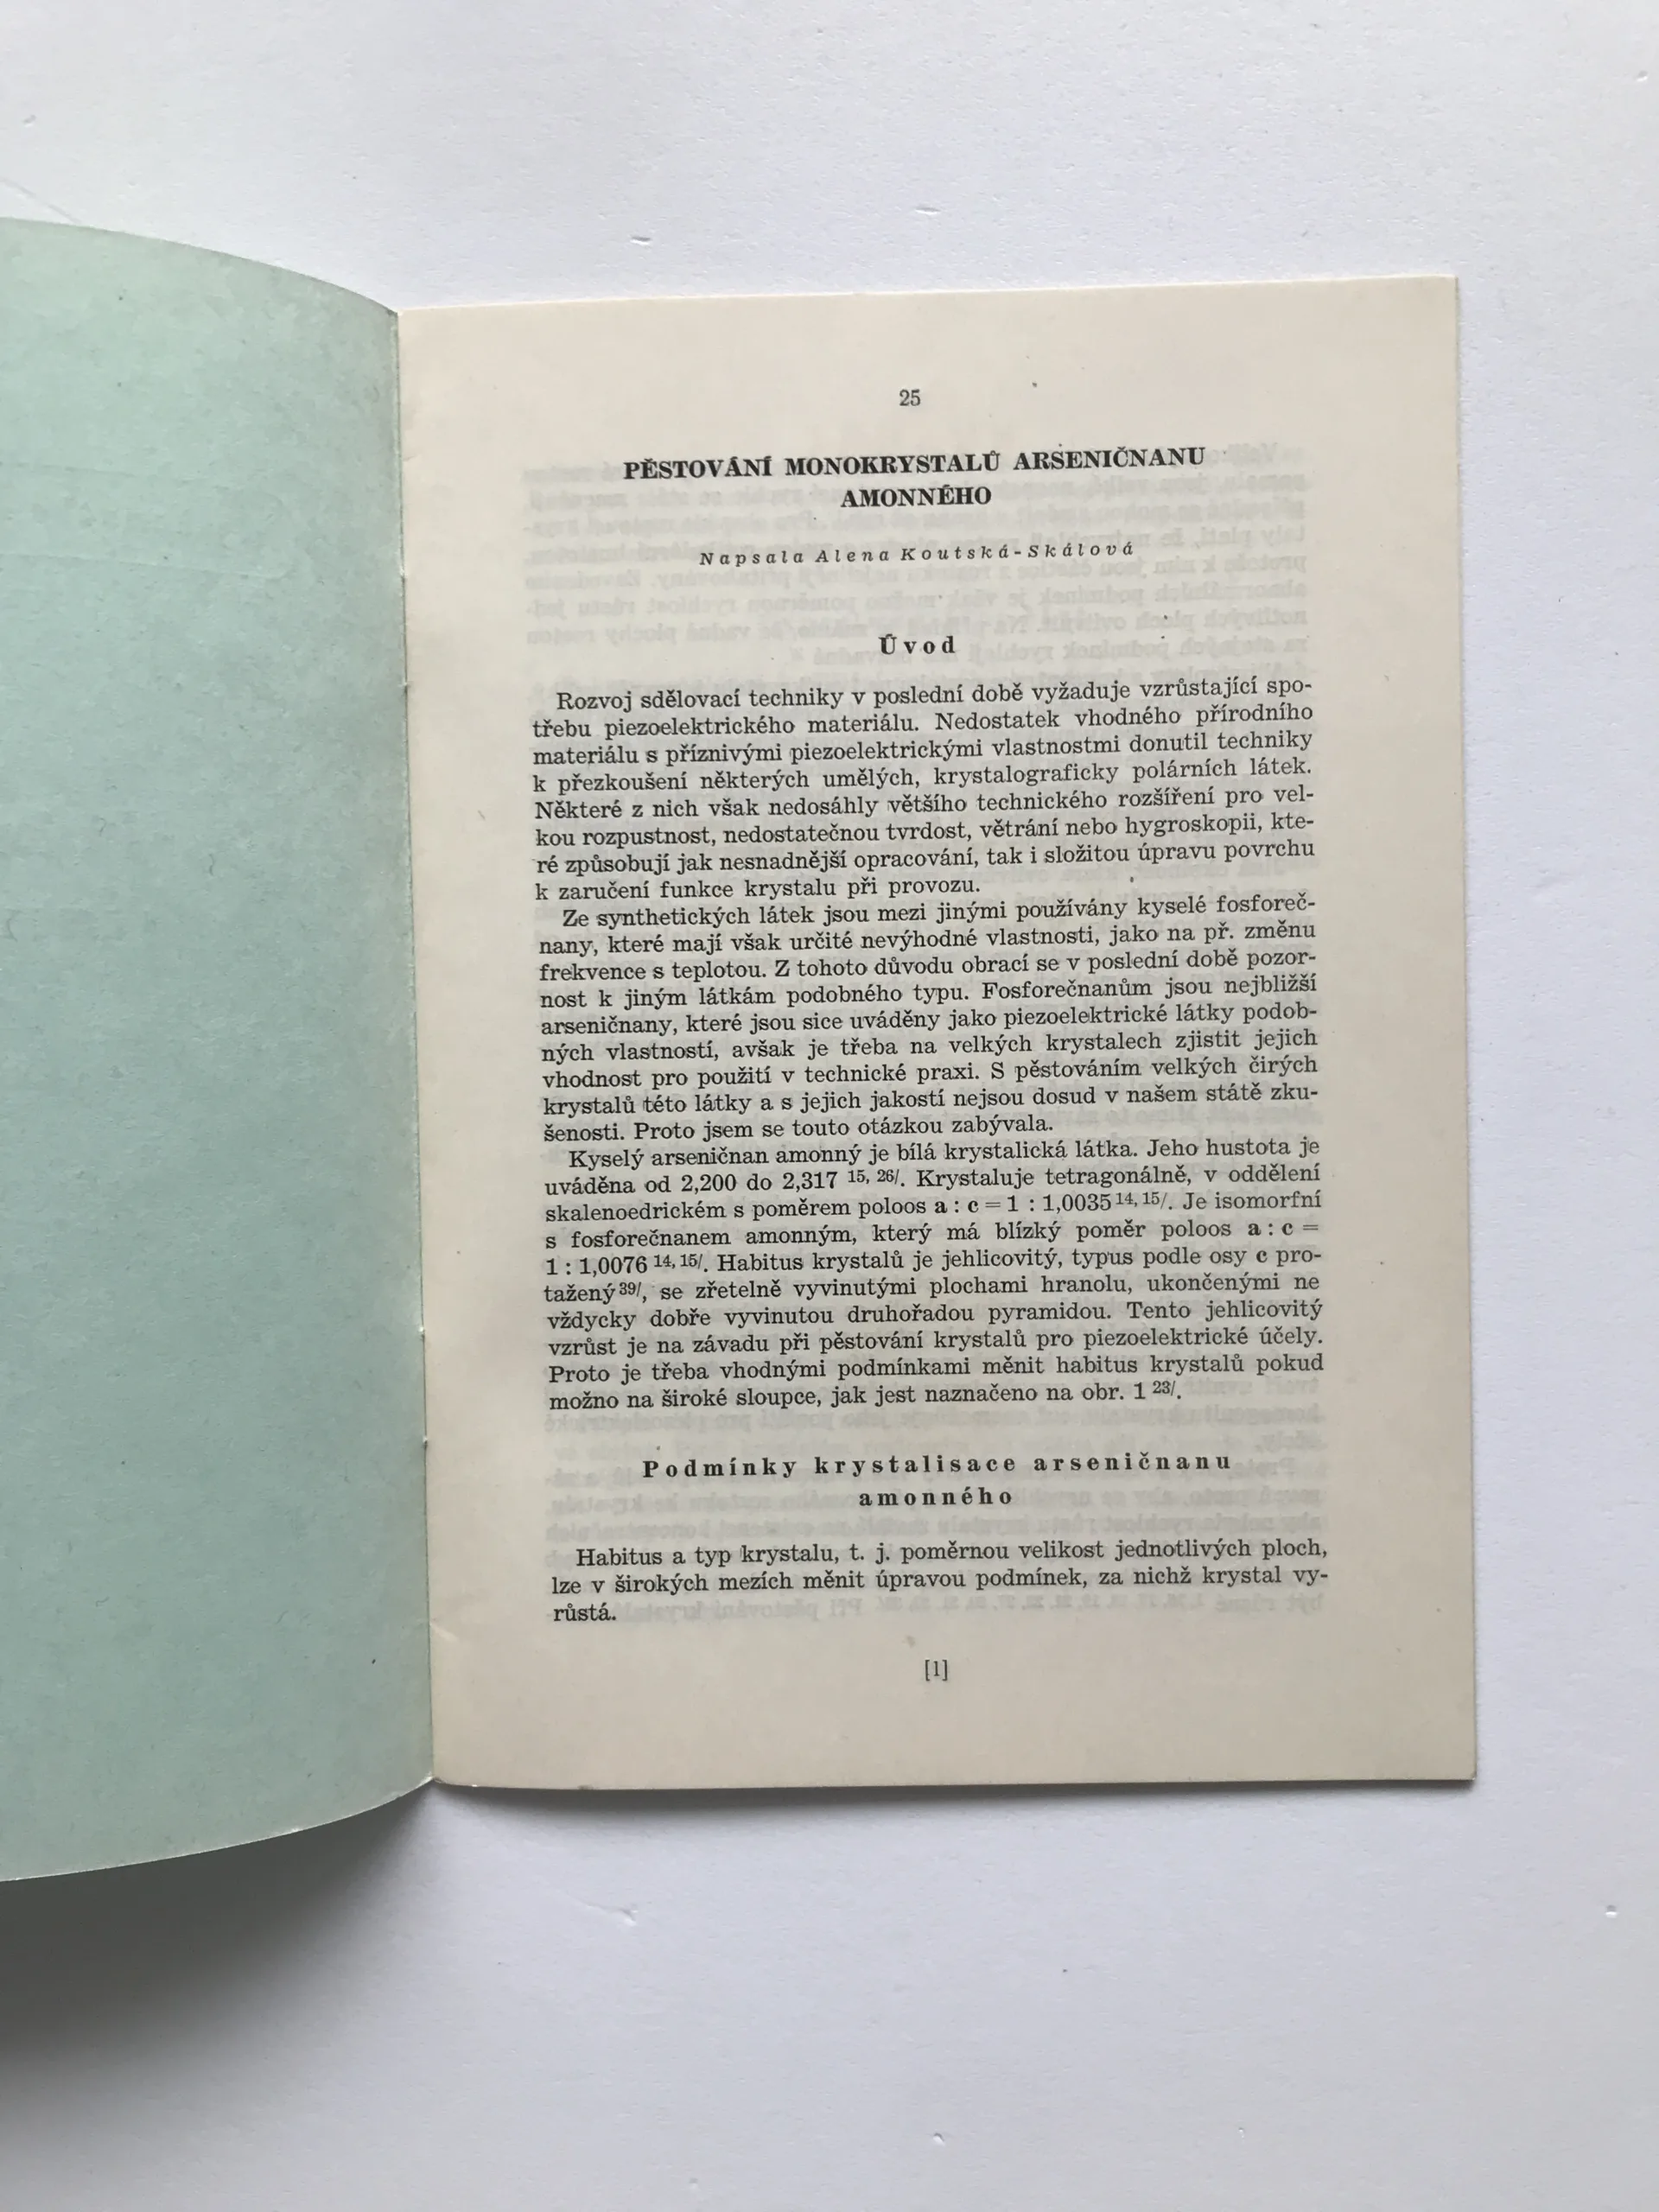 25
PĚSTOVÁNÍ MONOKRYSTALŮ ARSENIČNANU
AMONNÉHO
Napsala Alena Koutská-Skálová
Úvod
Rozvoj sdělovací techniky v poslední době vyžaduje vzrůstající spo-
třebu piezoelektrického materiálu. Nedostatek vhodného přírodního
materiálu s příznivými piezoelektrickými vlastnostmi donutil techniky
k přezkoušení některých umělých, krystalograficky polárních látek.
Některé z nich však nedosáhly většího technického rozšíření pro vel-
kou rozpustnost, nedostatečnou tvrdost, větrání nebo hygroskopii, kte-
ré způsobují jak nesnadnější opracování, tak i složitou úpravu povrchu
k zaručení funkce krystalu při provozu.
Ze synthetických látek jsou mezi jinými používány kyselé fosforeč-
nany, které mají však určité nevýhodné vlastnosti, jako na př. změnu
frekvence s teplotou. Z tohoto důvodu obrací se v poslední době pozor-
nost k jiným látkám podobného typu. Fosforečnanům jsou nejbližší
arseničnany, které jsou sice uváděny jako piezoelektrické látky podob-
ných vlastností, avšak je třeba na velkých krystalech zjistit jejich
vhodnost pro použití v technické praxi. S pěstováním velkých čirých
krystalů této látky a s jejich jakostí nejsou dosud v našem státě zku-
šenosti. Proto jsem se touto otázkou zabývala.
Kyselý arseničnan amonný je bílá krystalická látka. Jeho hustota je
uváděna od 2,200 do 2,317 15, 26/. Krystaluje tetragonálně, v oddělení
skalenoedrickém s poměrem poloos a : c = 1 : 1,0035 14, 15/. Je isomorfní
s fosforečnanem amonným, který má blízký poměr poloos a : c =
1 : 1,0076 14, 15/. Habitus krystalů je jehlicovitý, typus podle osy c pro-
tažený 39/, se zřetelně vyvinutými plochami hranolu, ukončenými ne
vždycky dobře vyvinutou druhořadou pyramidou. Tento jehlicovitý
vzrůst je na závadu při pěstování krystalů pro piezoelektrické účely.
Proto je třeba vhodnými podmínkami měnit habitus krystalů pokud
možno na široké sloupce, jak jest naznačeno na obr. 1 23/.
Podmínky krystalisace arseničnanu
amonného
Habitus a typ krystalu, t. j. poměrnou velikost jednotlivých ploch,
lze v širokých mezích měnit úpravou podmínek, za nichž krystal vy-
růstá.
[1]